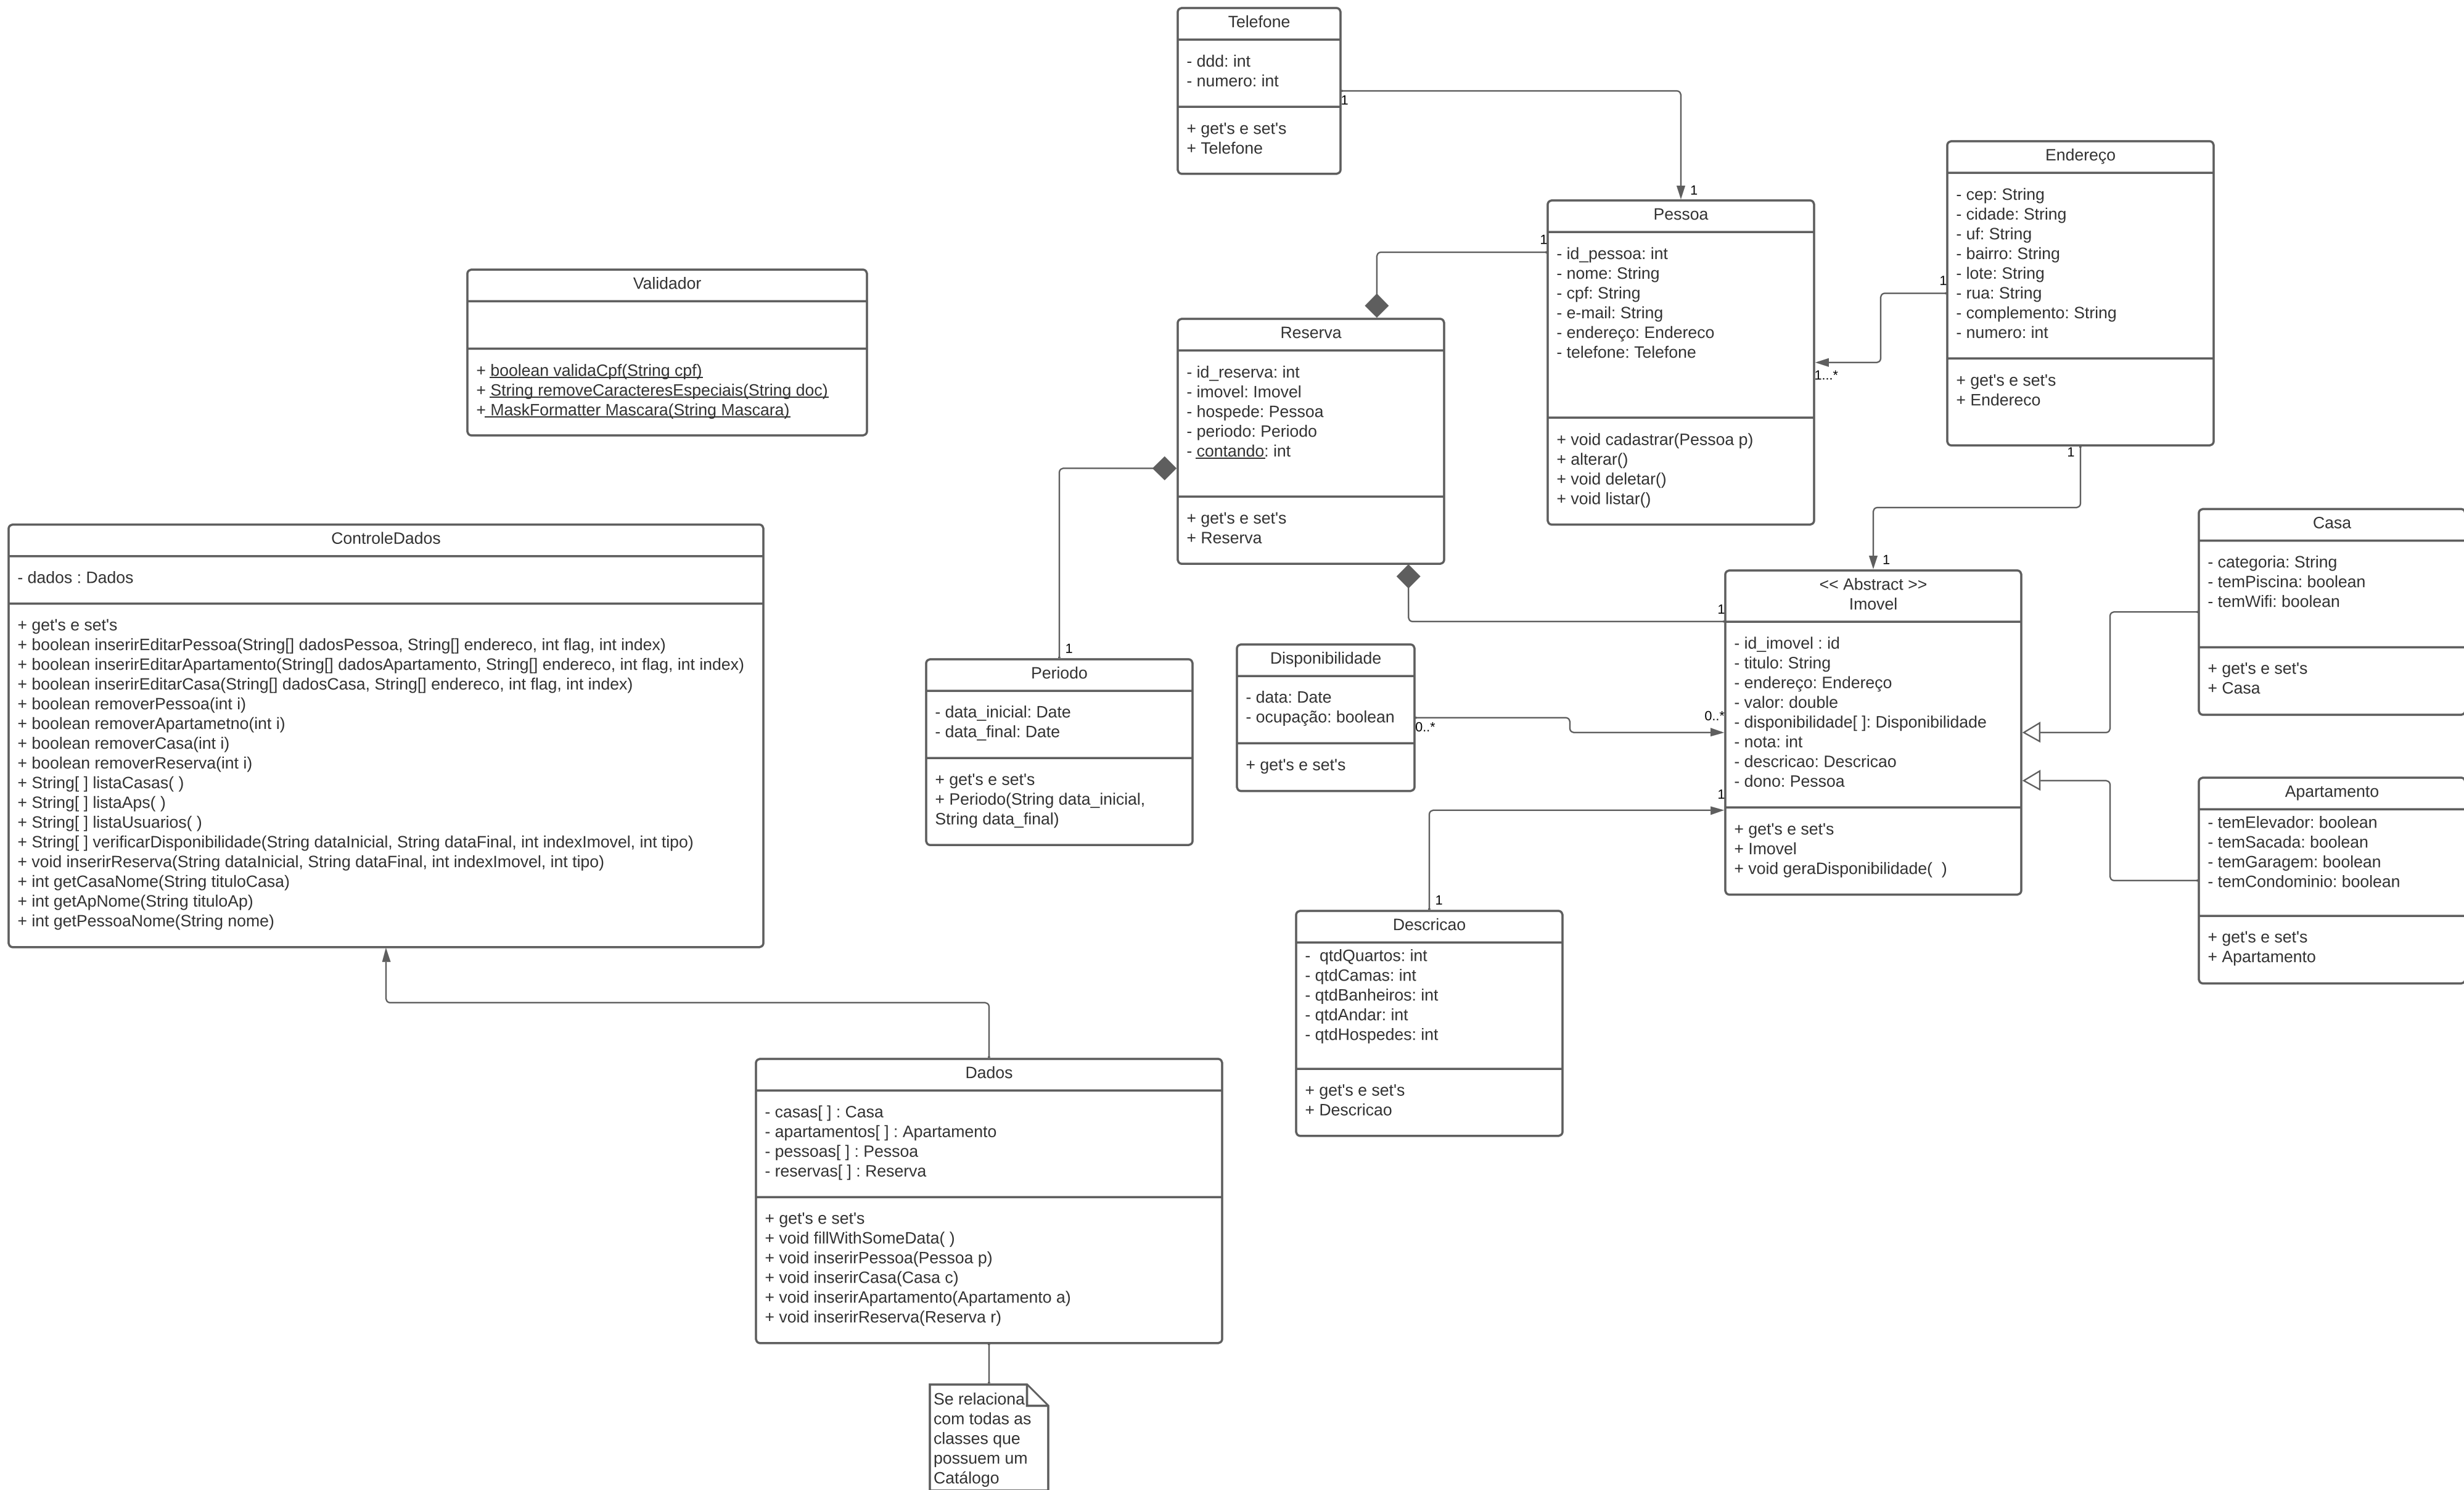 Telefone
- ddd: int
- numero: int
+ get's e set's
+ Telefone
1
1
Pessoa
- id_pessoa: int
- nome: String
- cpf: String
- e-mail: String
- endereço: Endereco
- telefone: Telefone
+ void cadastrar(Pessoa p)
+ alterar()
+ void deletar()
+ void listar()
1
1...*
Endereço
- cep: String
- cidade: String
- uf: String
- bairro: String
- lote: String
- rua: String
- complemento: String
- numero: int
+ get's e set's
+ Endereco
1
1
1
Validador
+ boolean validaCpf(String cpf)
+ String removeCaracteresEspeciais(String doc)
+ MaskFormatter Mascara(String Mascara)
Reserva
- id_reserva: int
- imovel: Imovel
- hospede: Pessoa
- periodo: Periodo
- contando: int
+ get's e set's
+ Reserva
ControleDados
- dados : Dados
+ get's e set's
+ boolean inserirEditarPessoa(String[] dadosPessoa, String[] endereco, int flag, int index)
+ boolean inserirEditarApartamento(String[] dadosApartamento, String[] endereco, int flag, int index)
+ boolean inserirEditarCasa(String[] dadosCasa, String[] endereco, int flag, int index)
+ boolean removerPessoa(int i)
+ boolean removerApartametno(int i)
+ boolean removerCasa(int i)
+ boolean removerReserva(int i)
+ String[ ] listaCasas( )
+ String[ ] listaAps( )
+ String[ ] listaUsuarios( )
+ String[ ] verificarDisponibilidade(String dataInicial, String dataFinal, int indexImovel, int tipo)
+ void inserirReserva(String dataInicial, String dataFinal, int indexImovel, int tipo)
+ int getCasaNome(String tituloCasa)
+ int getApNome(String tituloAp)
+ int getPessoaNome(String nome)
1
Periodo
- data_inicial: Date
- data_final: Date
+ get's e set's
+ Periodo(String data_inicial,
String data_final)
Disponibilidade
- data: Date
- ocupação: boolean
+ get's e set's
0..*
<< Abstract >>
Imovel
- id_imovel : id
- titulo: String
- endereço: Endereço
- valor: double
- disponibilidade[ ]: Disponibilidade
- nota: int
- descricao: Descricao
- dono: Pessoa
+ get's e set's
+ Imovel
+ void geraDisponibilidade(  )
1
0..*
1
Casa
- categoria: String
- temPiscina: boolean
- temWifi: boolean
+ get's e set's
+ Casa
Apartamento
- temElevador: boolean
- temSacada: boolean
- temGaragem: boolean
- temCondominio: boolean
+ get's e set's
+ Apartamento
1
Descricao
-  qtdQuartos: int
- qtdCamas: int
- qtdBanheiros: int
- qtdAndar: int
- qtdHospedes: int
+ get's e set's
+ Descricao
Dados
- casas[ ] : Casa
- apartamentos[ ] : Apartamento
- pessoas[ ] : Pessoa
- reservas[ ] : Reserva
+ get's e set's
+ void fillWithSomeData( )
+ void inserirPessoa(Pessoa p)
+ void inserirCasa(Casa c)
+ void inserirApartamento(Apartamento a)
+ void inserirReserva(Reserva r)
Se relaciona
com todas as
classes que
possuem um
Catálogo